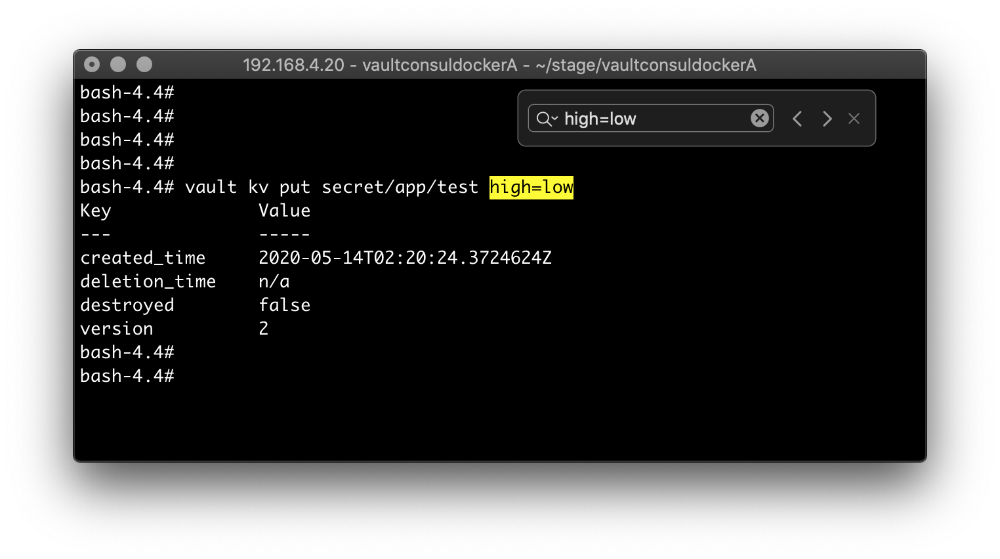 192.168.4.20 - vaultconsuldockerA - ~/stage/vaultconsuldockerA
bash-4.4#
bash-4.4#
high=low
bash-4.4#
bash-4.4#
bash-4.4# vault kv put secret/app/test high=low
Key Value
--- -----
created_time 2020-05-14T02:20:24.3724624Z
deletion_time n/a
destroyed false
version 2
bash-4.4#
bash-4.4#